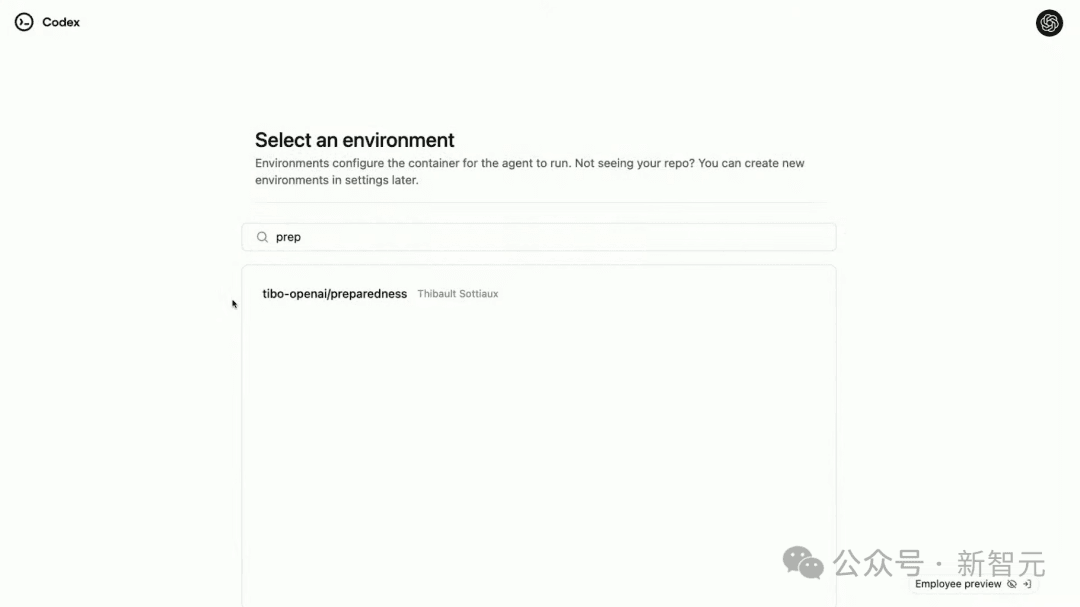 Codex
Select an environment
Environments configure the container for the agent to run. Not seeing your repo? You can create new
environments in settings later.
prep
tibo-openai/preparedness Thibault Sottiaux
公众号 · 新智元
Employee preview